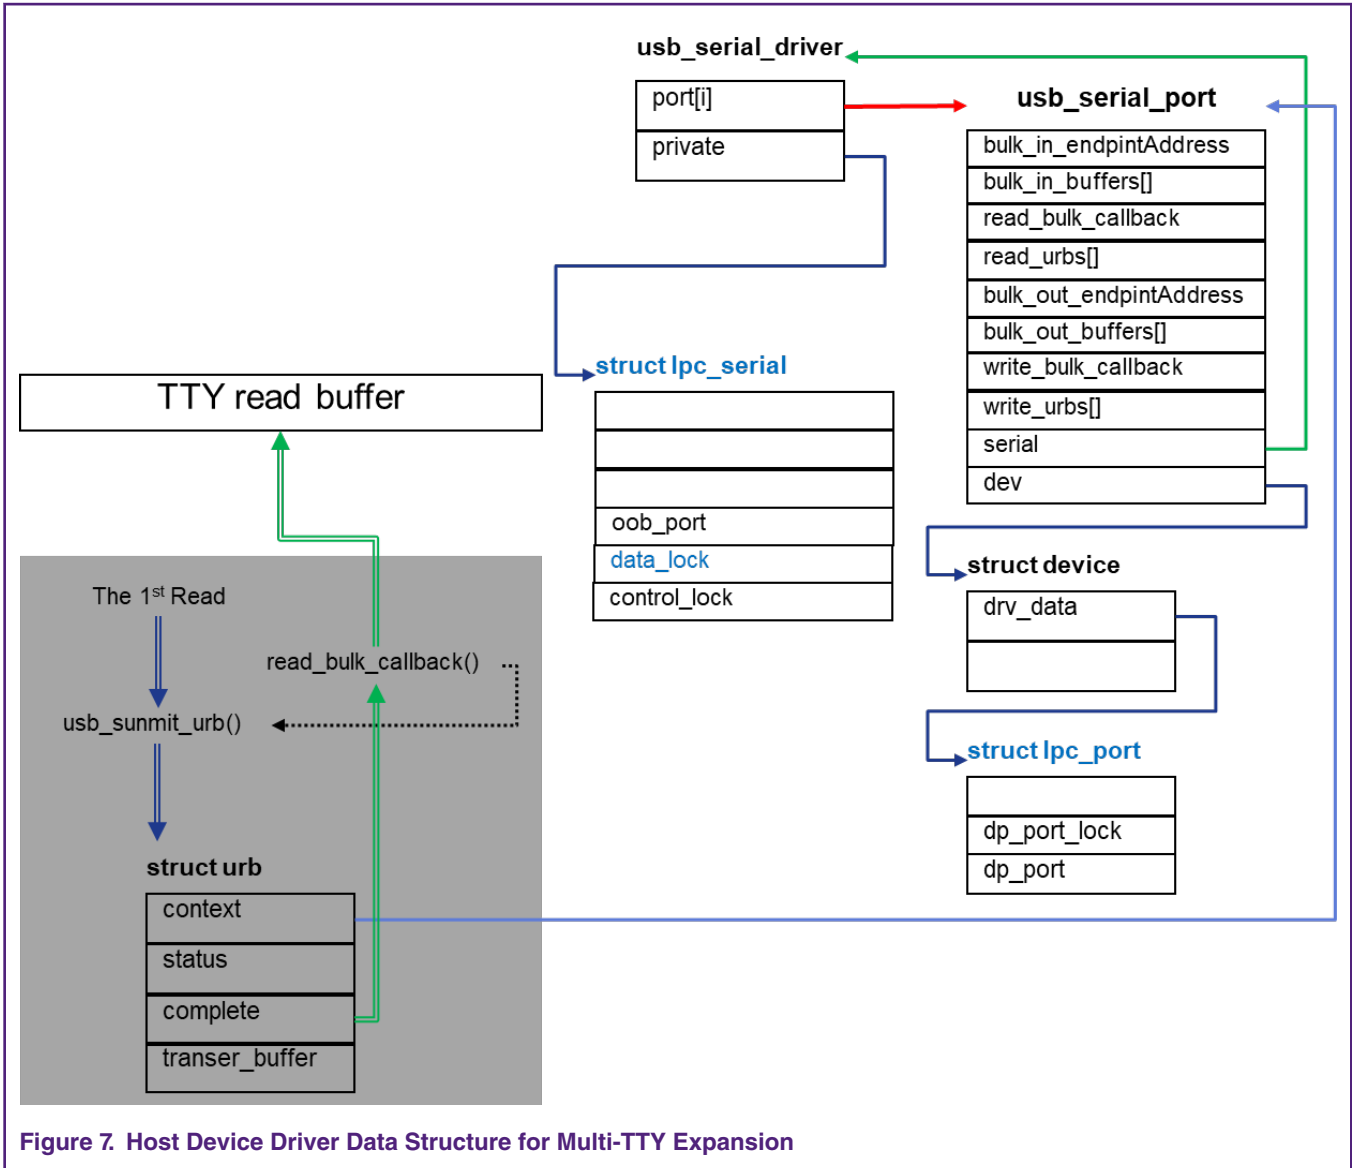 usb_serial_driver
port[i]
private
usb_serial_port
bulk_in_endpintAddress
bulk_in_buffers[]
read_bulk_callback
read_urbs[]
bulk_out_endpintAddress
bulk_out_buffers[]
write_bulk_callback
write_urbs[]
serial
dev
struct lpc_serial
oob_port
data_lock
control_lock
TTY read buffer
The 1st Read
read_bulk_callback()
usb_sunmit_urb()
struct urb
context
status
complete
transer_buffer
struct device
drv_data
struct lpc_port
dp_port_lock
dp_port
Figure 7. Host Device Driver Data Structure for Multi-TTY Expansion